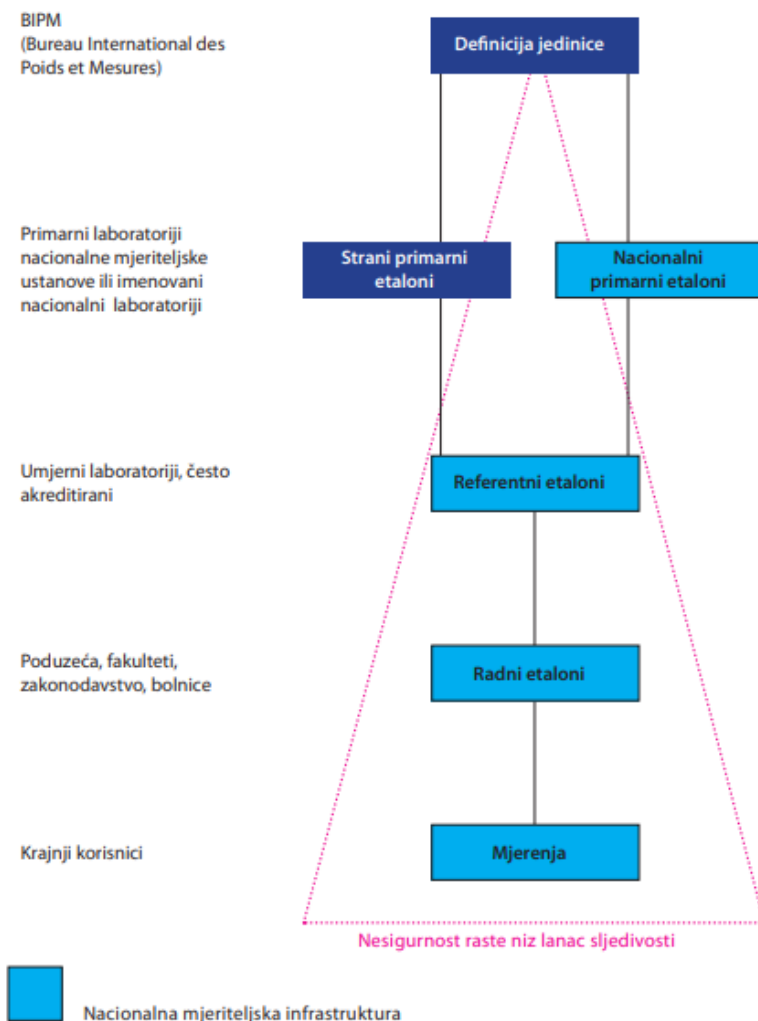 BIPM
(Bureau International des
Poids et Mesures)
Definicija jedinice
Primarni laboratoriji
nacionalne mjeriteljske
ustanove ili imenovani
nacionalni laboratoriji
Strani primarni
etaloni
Nacionalni
primarni etaloni
Umjerni laboratoriji, često
akreditirani
Referentni etaloni
Poduzeća, fakulteti,
zakonodavstvo, bolnice
Radni etaloni
Krajnji korisnici
Mjerenja
Nesigurnost raste niz lanac sljedivosti
Nacionalna mjeriteljska infrastruktura